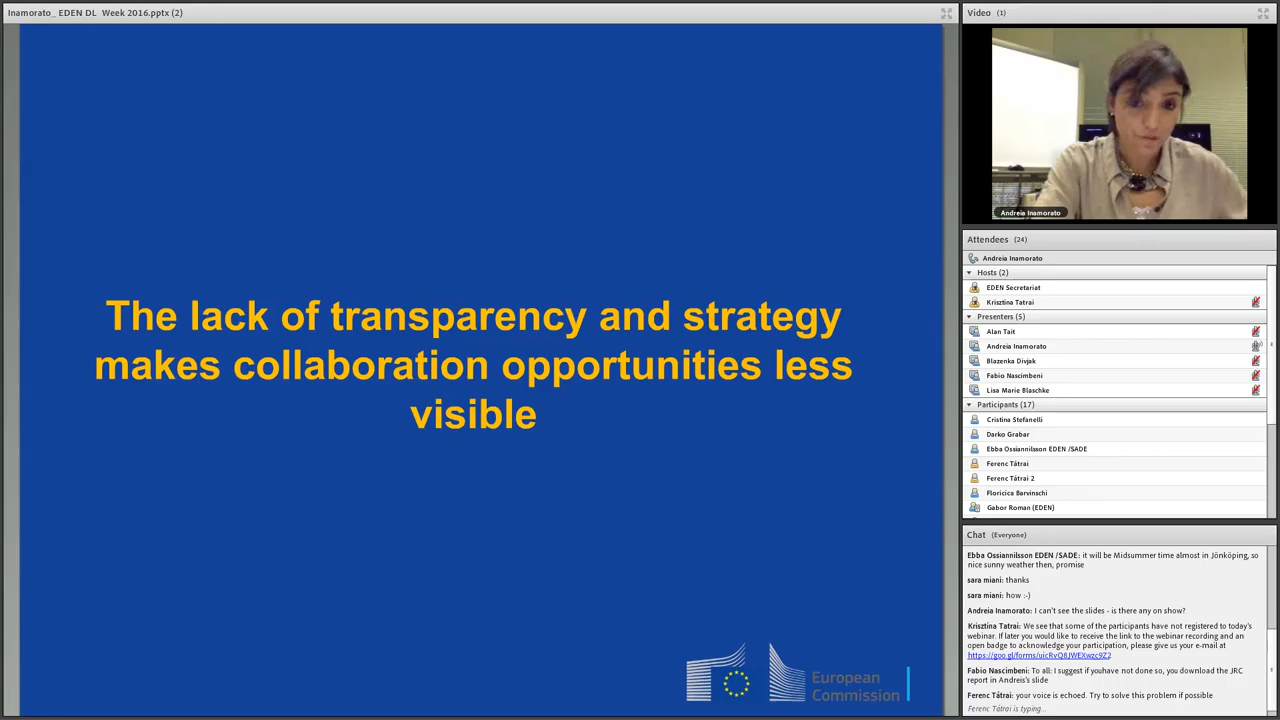 Inamorato_ EDEN DL Week 2016.pptx (2)
The lack of transparency and strategy
makes collaboration opportunities less
visible
European
Commission
Video (1)
Andreia Inamorato
Attendees (24)
Andreia Inamorato
Hosts (2)
EDEN Secretariat
Krisztina Tatrai
Presenters (5)
Alan Tait
Andreia Inamorato
Blazenka Divjak
Fabio Nascimbeni
Lisa Marie Blaschke
Participants (17)
Cristina Stefanelli
Darko Grabar
Ebba Ossiannilsson EDEN /SADE
Ferenc Tátrai
Ferenc Tátrai 2
Floricica Barvinschi
Gabor Roman (EDEN)
Chat (Everyone)
Ebba Ossiannilsson EDEN /SADE: it will be Midsummer time almost in Jönköping, so
nice sunny weather then, promise
sara miani: thanks
sara miani: how :-)
Andreia Inamorato: I can't see the slides - is there any on show?
Krisztina Tatrai: We see that some of the participants have not registered to today's
webinar. If later you would like to receive the link to the webinar recording and an
open badge to acknowledge your participation, please give us your e-mail at
https://goo.gl/forms/uicRvQ8JWEXwzc9Z2
Fabio Nascimbeni: To all: I suggest if youhave not done so, you download the JRC
report in Andreis's slide
Ferenc Tátrai: your voice is echoed. Try to solve this problem if possible
Ferenc Tátrai is typing...